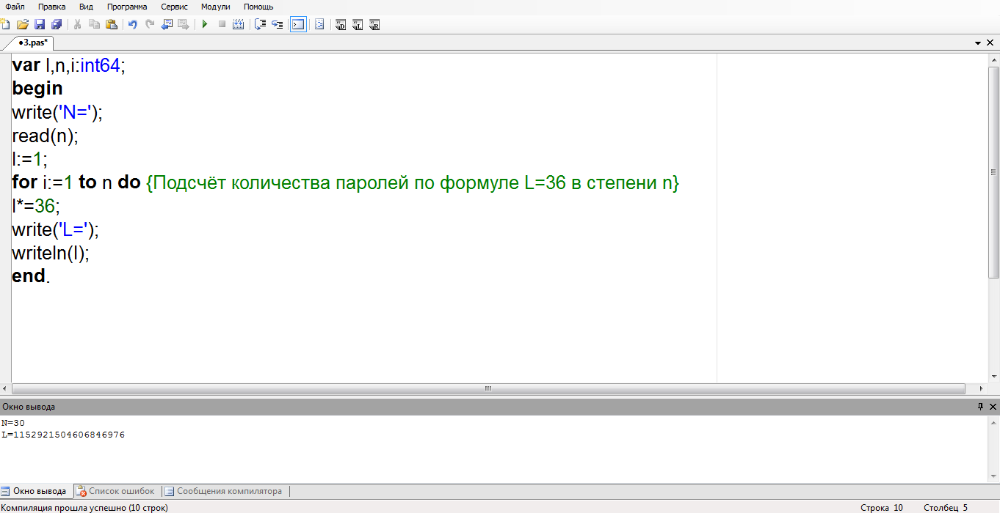 Файл Правка Вид Программа Сервис Модули Помощь
•3.pas*
var l,n,i:int64;
begin
write('N=');
read(n);
l:=1;
for i:=1 to n do {Подсчёт количества паролей по формуле L=36 в степени n}
l*=36;
write('L=');
writeln(l);
end.
Окно вывода
N=30
L=1152921504606846976
Окно вывода Список ошибок Сообщения компилятора
Компиляция прошла успешно (10 строк) Строка 10 Столбец 5